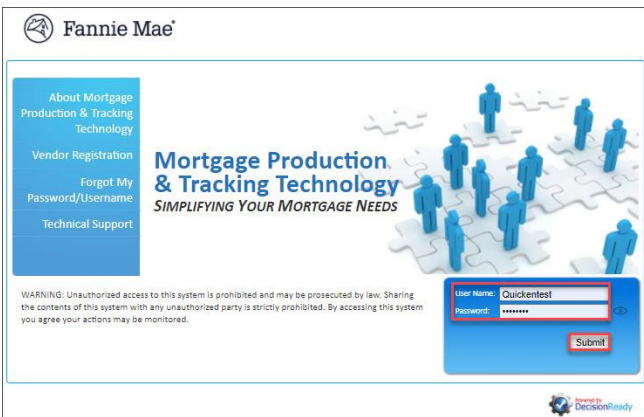 Fannie Mae®
About Mortgage
Production & Tracking
Technology
Vendor Registration
Forgot My
Password/Username
Technical Support
Mortgage Production
& Tracking Technology
SIMPLIFYING YOUR MORTGAGE NEEDS
WARNING: Unauthorized access to this system is prohibited and may be prosecuted by law. Sharing
the contents of this system with any unauthorized party is strictly prohibited. By accessing this system
you agree your actions may be monitored.
User Name: Quickentest
Password: ••••••••
Submit
Powered by
DecisionReady